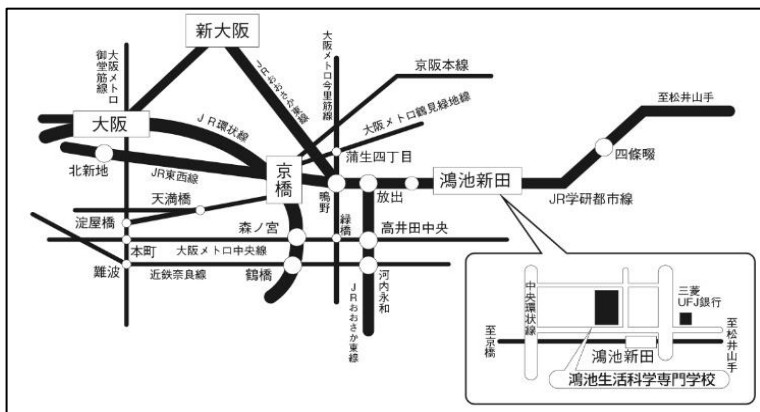 新大阪
大阪メトロ
御堂筋線
大阪メトロ今里筋線
JRおおさか東線
京阪本線
大阪メトロ鶴見緑地線
至松井山手
大阪
JR環状線
蒲生四丁目
四條畷
北新地
JR東西線
京橋
鴫野
放出
鴻池新田
JR学研都市線
天満橋
淀屋橋
森ノ宮
緑橋
高井田中央
本町
大阪メトロ中央線
難波
近鉄奈良線
鶴橋
河内永和
JRおおさか東線
中央環状線
三菱
UFJ銀行
至京橋
鴻池新田
至松井山手
鴻池生活科学専門学校